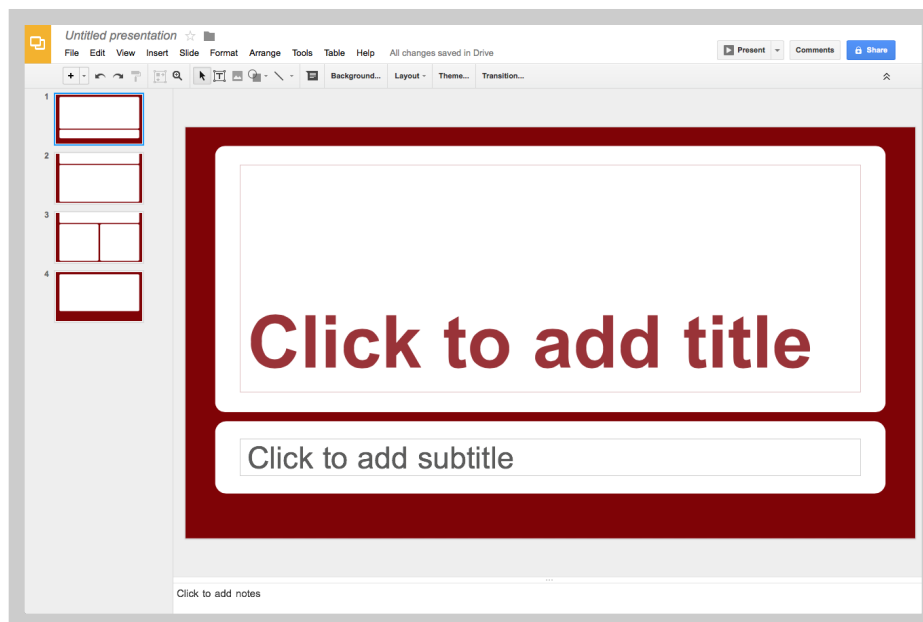 Untitled presentation
File Edit View Insert Slide Format Arrange Tools Table Help All changes saved in Drive
Present Comments Share
Background... Layout Theme... Transition...
1
2
3
4
Click to add title
Click to add subtitle
Click to add notes